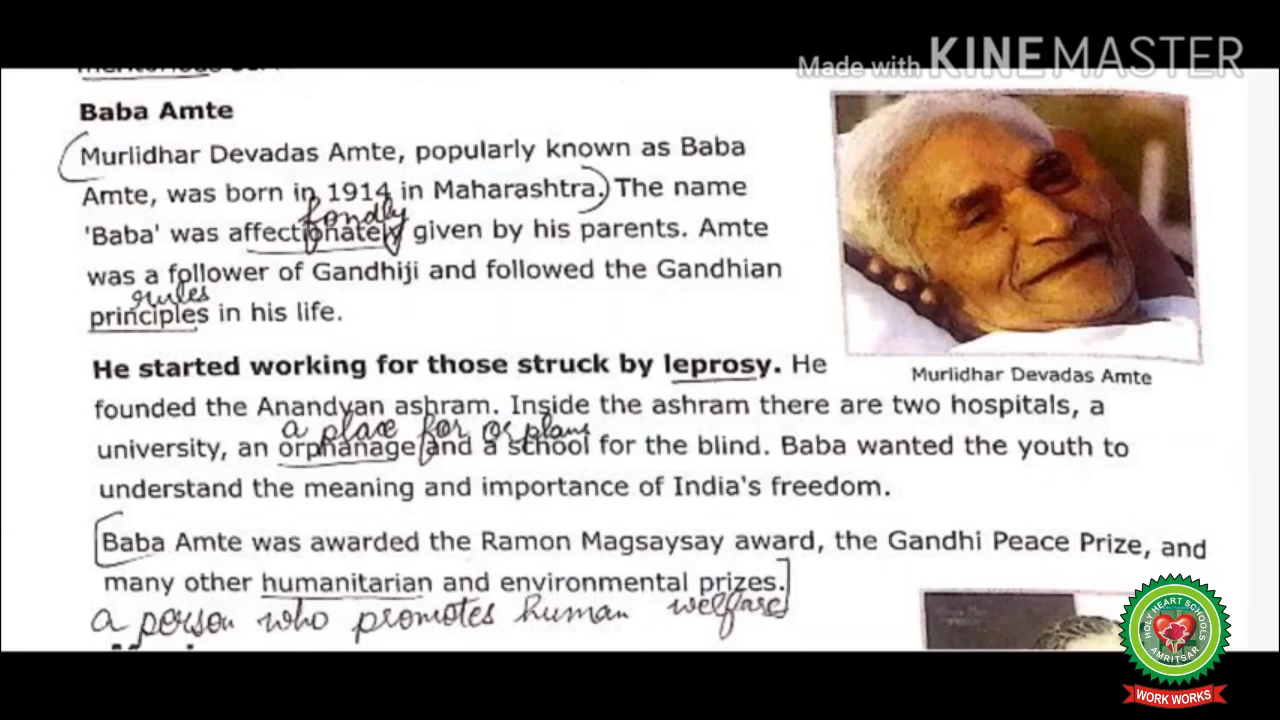 Made with KINEMASTER
meritorious
Baba Amte
Murlidhar Devadas Amte, popularly known as Baba
Amte, was born in 1914 in Maharashtra. The name
fondly
'Baba' was affectionately given by his parents. Amte
was a follower of Gandhiji and followed the Gandhian
rules
principles in his life.
He started working for those struck by leprosy. He
Murlidhar Devadas Amte
founded the Anandvan ashram. Inside the ashram there are two hospitals, a
a place for orplans
university, an orphanage and a school for the blind. Baba wanted the youth to
understand the meaning and importance of India's freedom.
Baba Amte was awarded the Ramon Magsaysay award, the Gandhi Peace Prize, and
many other humanitarian and environmental prizes.
a person who promotes human welfare
HOLY HEART SCHOOLS
AMRITSAR
WORK WORKS